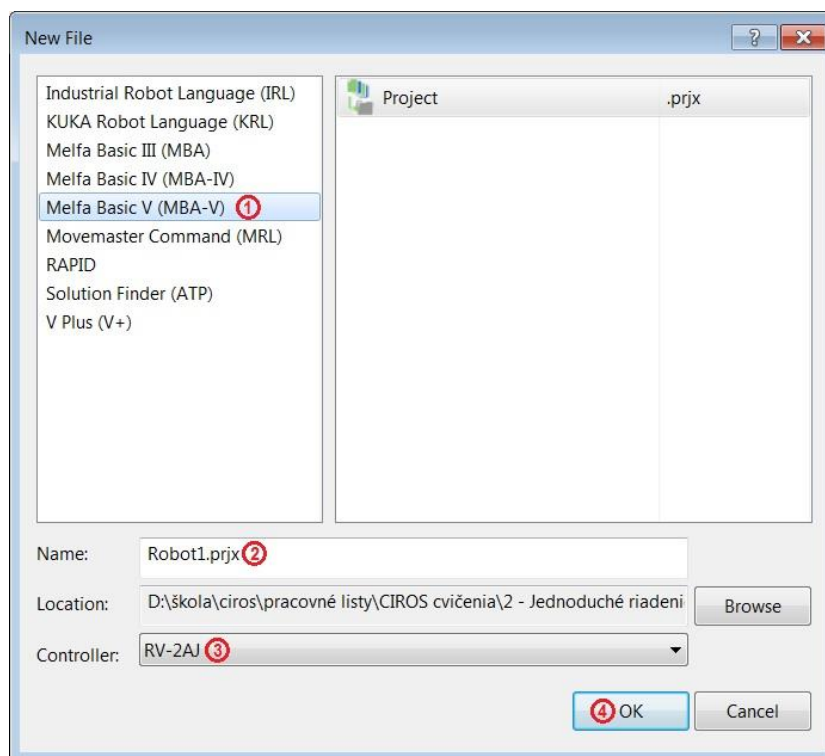 New File
Industrial Robot Language (IRL)
KUKA Robot Language (KRL)
Melfa Basic III (MBA)
Melfa Basic IV (MBA-IV)
Melfa Basic V (MBA-V) 1
Movemaster Command (MRL)
RAPID
Solution Finder (ATP)
V Plus (V+)
Project .prjx
Name: Robot1.prjx 2
Location: D:\škola\ciros\pracovné listy\CIROS cvičenia\2 - Jednoduché riadeni Browse
Controller: RV-2AJ 3
4 OK Cancel